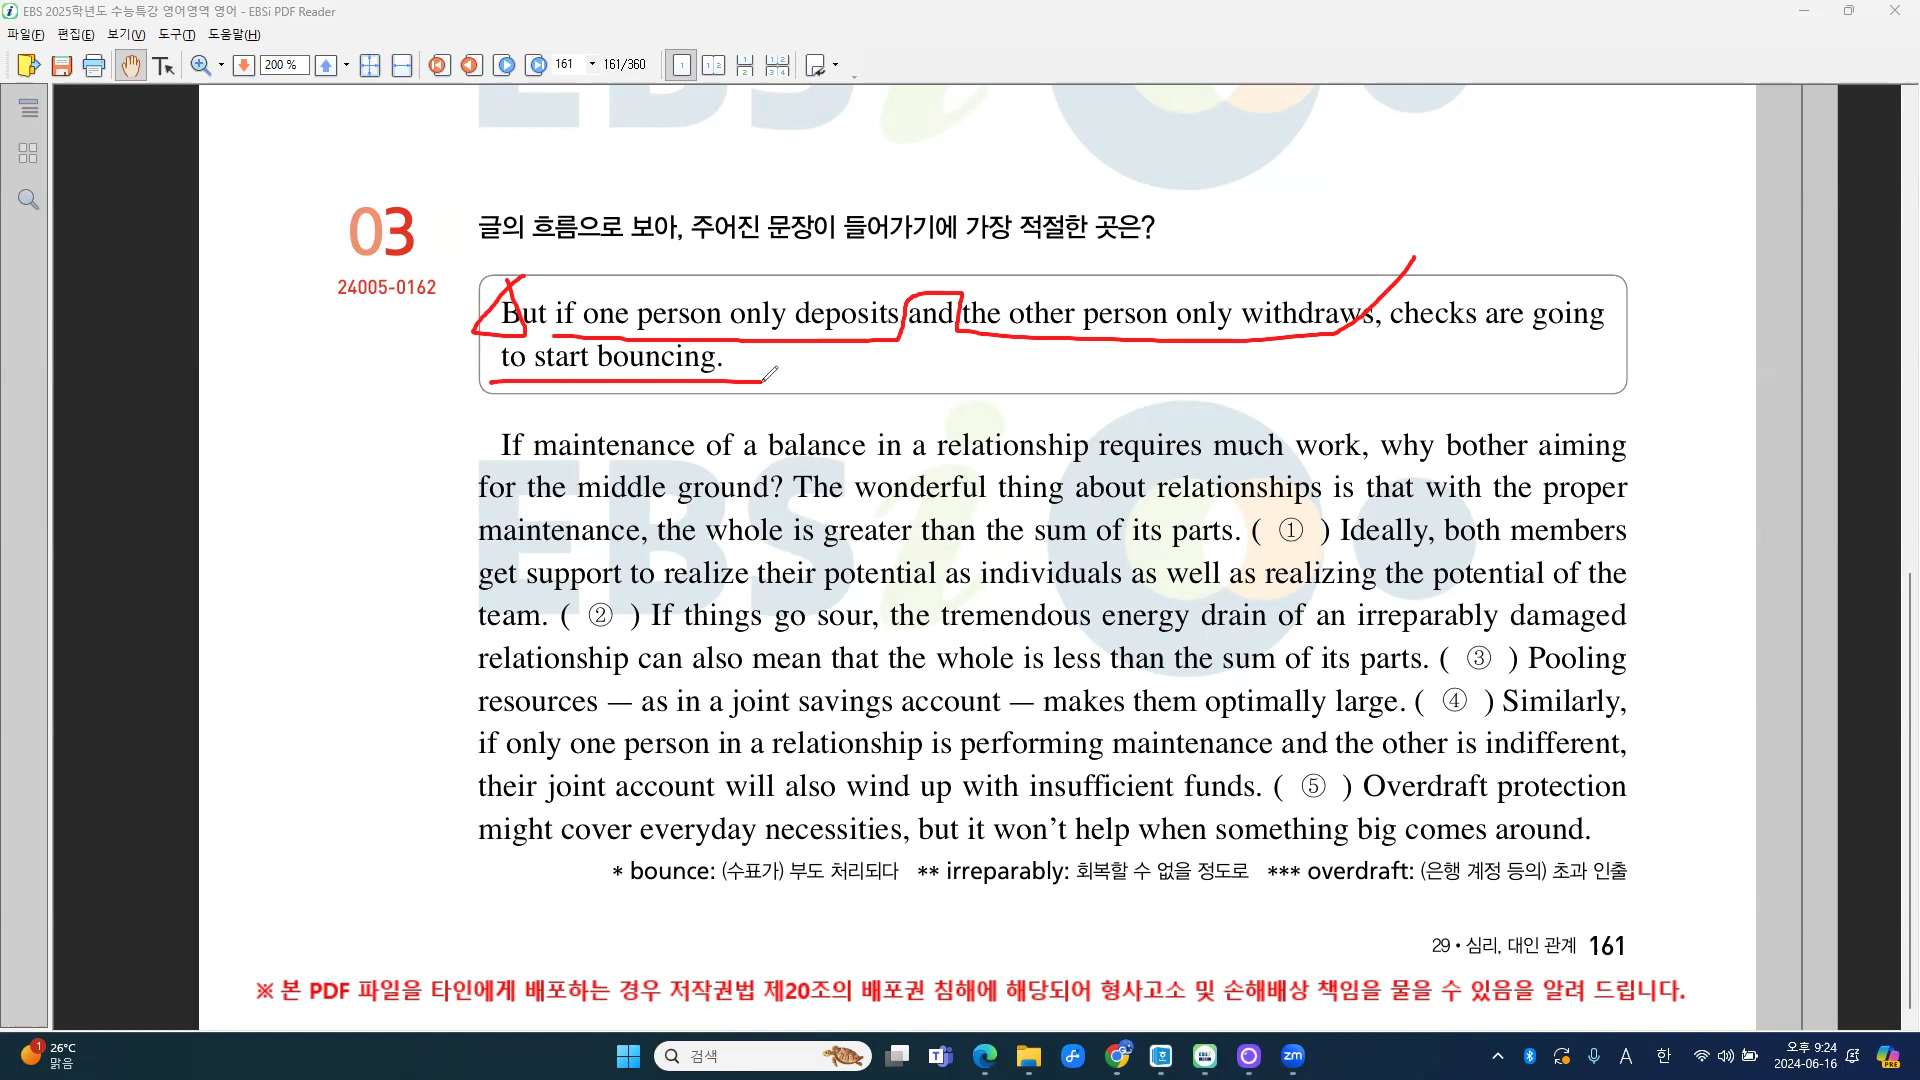 EBS 2025학년도 수능특강 영어영역 영어 - EBSi PDF Reader
파일(F) 편집(E) 보기(V) 도구(T) 도움말(H)
200 % 161 161/360
03 글의 흐름으로 보아, 주어진 문장이 들어가기에 가장 적절한 곳은?
24005-0162
But if one person only deposits and the other person only withdraws, checks are going
to start bouncing.
If maintenance of a balance in a relationship requires much work, why bother aiming
for the middle ground? The wonderful thing about relationships is that with the proper
maintenance, the whole is greater than the sum of its parts. ( ① ) Ideally, both members
get support to realize their potential as individuals as well as realizing the potential of the
team. ( ② ) If things go sour, the tremendous energy drain of an irreparably damaged
relationship can also mean that the whole is less than the sum of its parts. ( ③ ) Pooling
resources — as in a joint savings account — makes them optimally large. ( ④ ) Similarly,
if only one person in a relationship is performing maintenance and the other is indifferent,
their joint account will also wind up with insufficient funds. ( ⑤ ) Overdraft protection
might cover everyday necessities, but it won't help when something big comes around.
* bounce: (수표가) 부도 처리되다 ** irreparably: 회복할 수 없을 정도로 *** overdraft: (은행 계정 등의) 초과 인출
29 • 심리, 대인 관계 161
※ 본 PDF 파일을 타인에게 배포하는 경우 저작권법 제20조의 배포권 침해에 해당되어 형사고소 및 손해배상 책임을 물을 수 있음을 알려 드립니다.
1 26°C
맑음
검색
zm
A 한
오후 9:24
2024-06-16
PRE